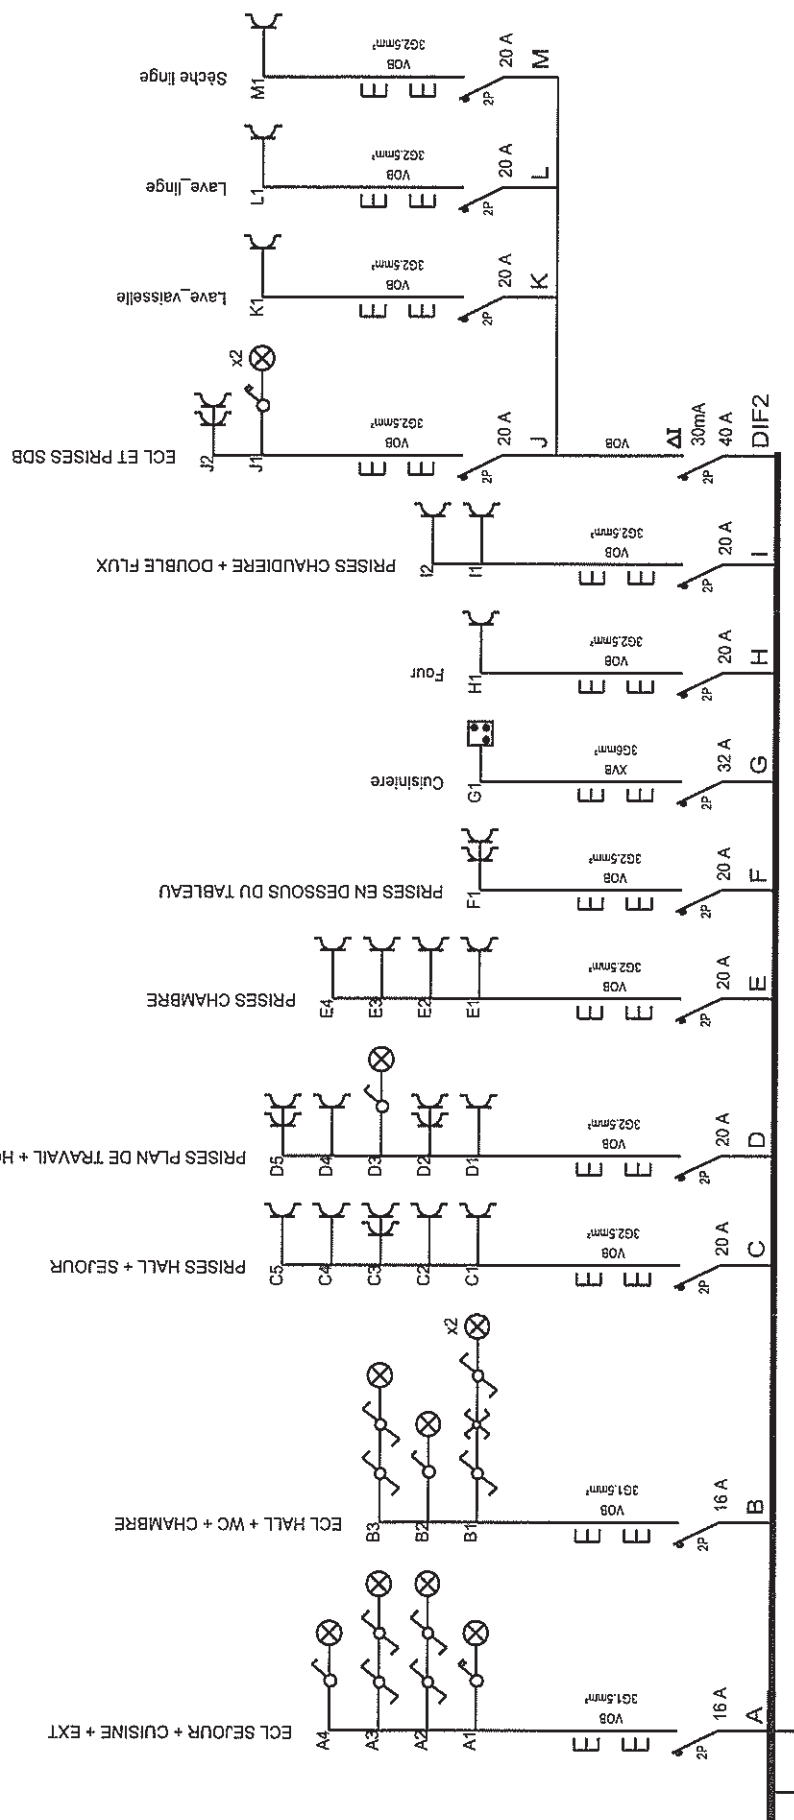 Sèche linge
M1
3G2.5mm²
VOB
20 A
2P
M
Lave_linge
L1
3G2.5mm²
VOB
20 A
2P
L
Lave_vaisselle
K1
3G2.5mm²
VOB
20 A
2P
K
ECL ET PRISES SDB
J2
J1
x2
3G2.5mm²
VOB
20 A
2P
J
VOB
ΔI
30mA
40 A
2P
DIF2
PRISES CHAUDIERE + DOUBLE FLUX
I2
I1
3G2.5mm²
VOB
20 A
2P
I
Four
H1
3G2.5mm²
VOB
20 A
2P
H
Cuisiniere
G1
3G6mm²
XVB
32 A
2P
G
PRISES EN DESSOUS DU TABLEAU
F1
3G2.5mm²
VOB
20 A
2P
F
PRISES CHAMBRE
E4
E3
E2
E1
3G2.5mm²
VOB
20 A
2P
E
PRISES PLAN DE TRAVAIL +
D5
D4
D3
D2
D1
3G2.5mm²
VOB
20 A
2P
D
PRISES HALL + SEJOUR
C5
C4
C3
C2
C1
3G2.5mm²
VOB
20 A
2P
C
ECL HALL + WC + CHAMBRE
B3
B2
B1
x2
3G1.5mm²
VOB
16 A
2P
B
ECL SEJOUR + CUISINE + EXT
A4
A3
A2
A1
3G1.5mm²
VOB
16 A
2P
A